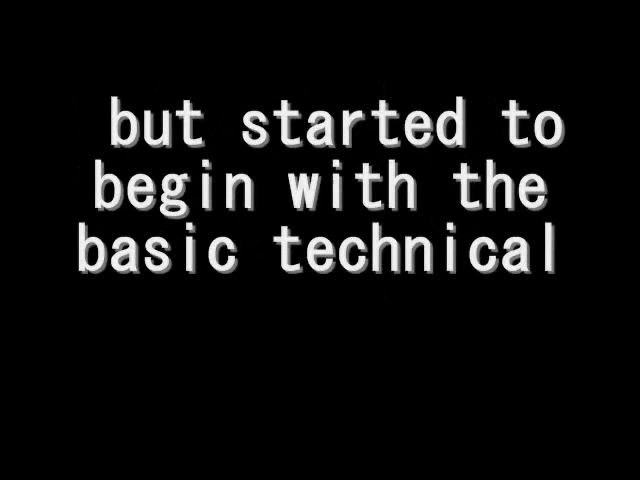 but started to
begin with the
basic technical